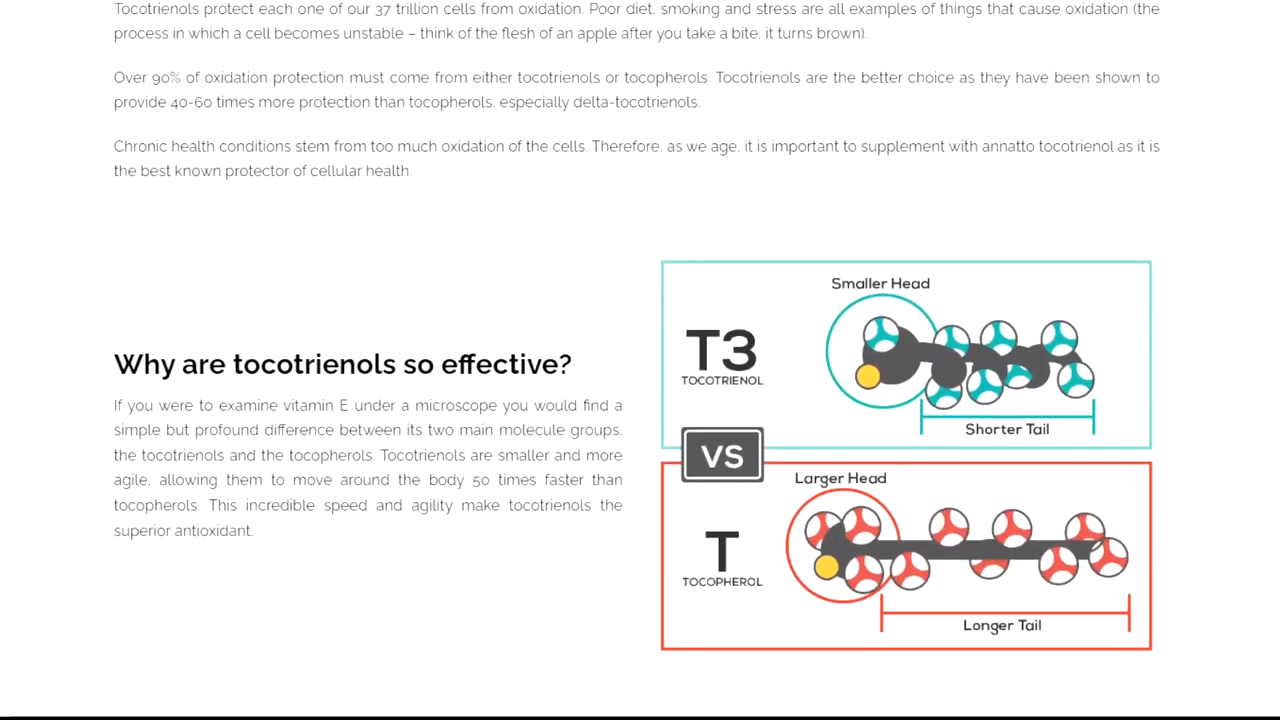 Tocotrienols protect each one of our 37 trillion cells from oxidation. Poor diet, smoking and stress are all examples of things that cause oxidation (the
process in which a cell becomes unstable – think of the flesh of an apple after you take a bite, it turns brown).
Over 90% of oxidation protection must come from either tocotrienols or tocopherols. Tocotrienols are the better choice as they have been shown to
provide 40-60 times more protection than tocopherols, especially delta-tocotrienols.
Chronic health conditions stem from too much oxidation of the cells. Therefore, as we age, it is important to supplement with annatto tocotrienol as it is
the best known protector of cellular health.
Why are tocotrienols so effective?
If you were to examine vitamin E under a microscope you would find a
simple but profound difference between its two main molecule groups,
the tocotrienols and the tocopherols. Tocotrienols are smaller and more
agile, allowing them to move around the body 50 times faster than
tocopherols. This incredible speed and agility make tocotrienols the
superior antioxidant.
Smaller Head
T3
TOCOTRIENOL
Shorter Tail
VS
Larger Head
T
TOCOPHEROL
Longer Tail